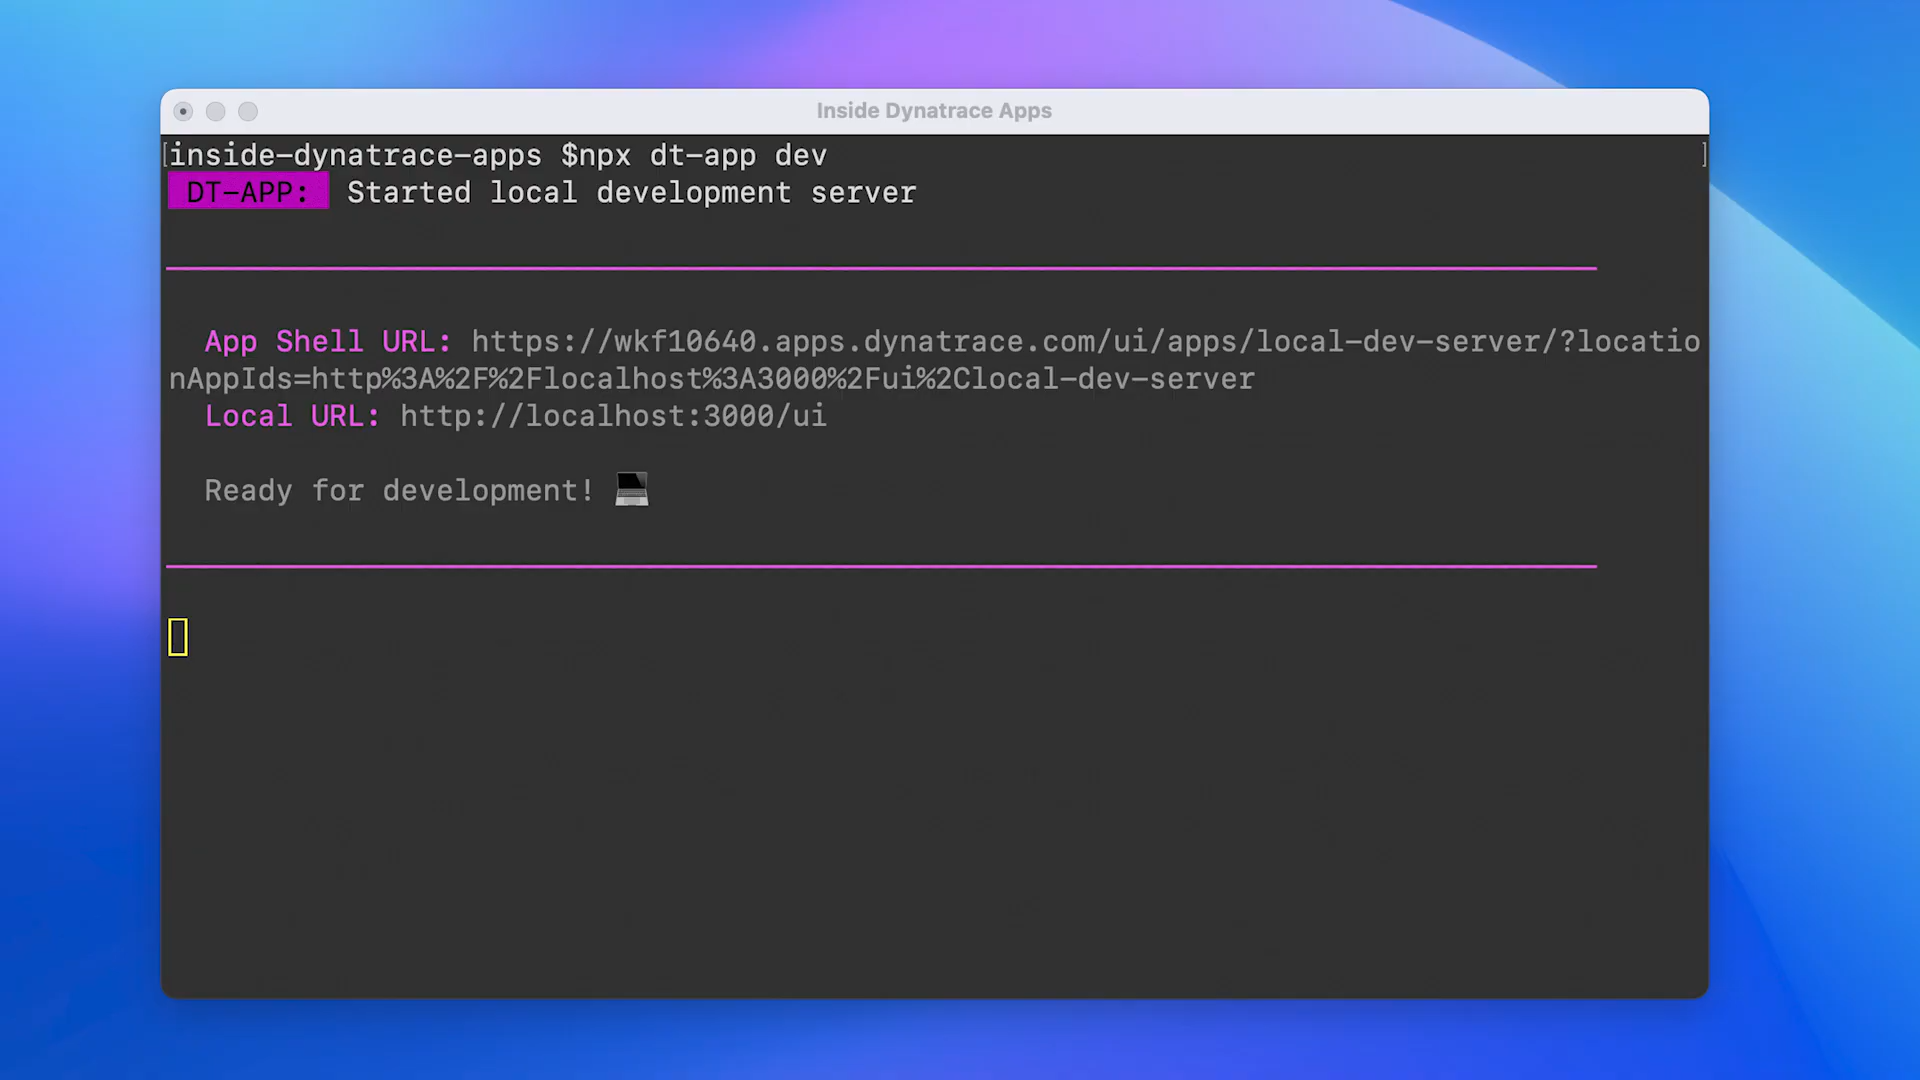 Inside Dynatrace Apps
[inside-dynatrace-apps $npx dt-app dev ]
DT-APP: Started local development server
App Shell URL: https://wkf10640.apps.dynatrace.com/ui/apps/local-dev-server/?locatio
nAppIds=http%3A%2F%2Flocalhost%3A3000%2Fui%2Clocal-dev-server
Local URL: http://localhost:3000/ui
Ready for development! 💻